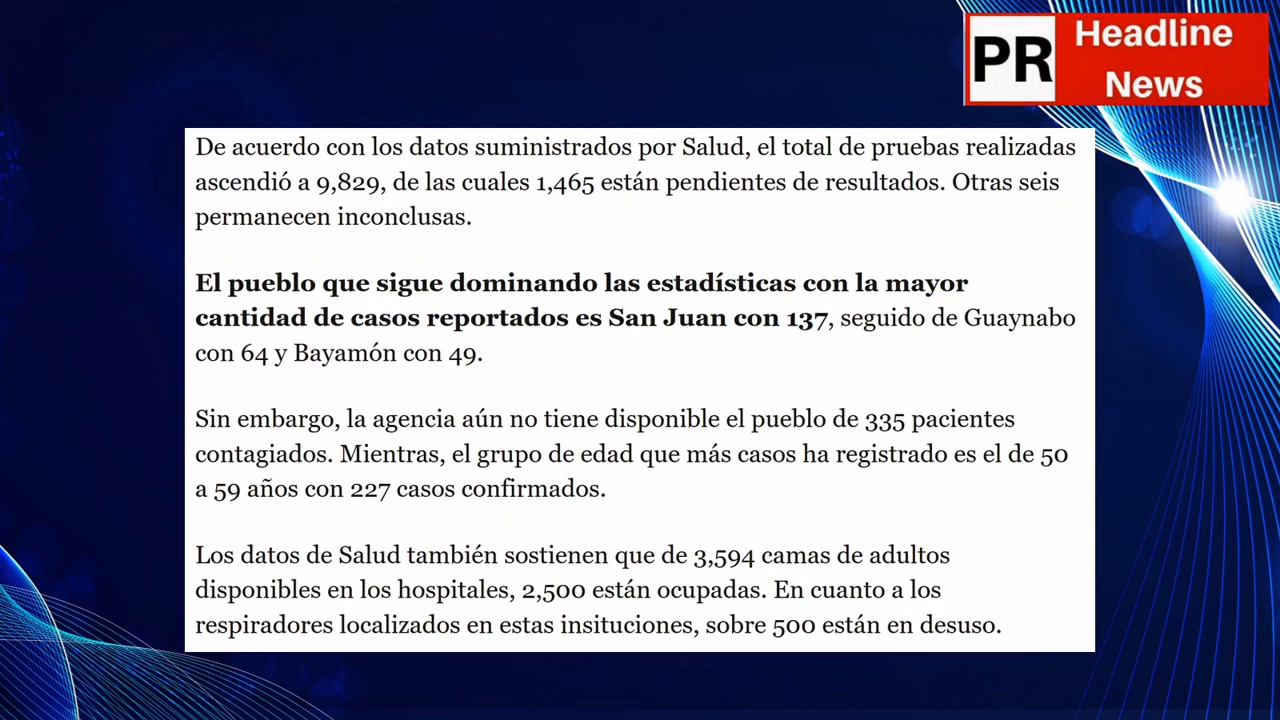 PR
Headline
News
De acuerdo con los datos suministrados por Salud, el total de pruebas realizadas
ascendió a 9,829, de las cuales 1,465 están pendientes de resultados. Otras seis
permanecen inconclusas.
El pueblo que sigue dominando las estadísticas con la mayor
cantidad de casos reportados es San Juan con 137, seguido de Guaynabo
con 64 y Bayamón con 49.
Sin embargo, la agencia aún no tiene disponible el pueblo de 335 pacientes
contagiados. Mientras, el grupo de edad que más casos ha registrado es el de 50
a 59 años con 227 casos confirmados.
Los datos de Salud también sostienen que de 3,594 camas de adultos
disponibles en los hospitales, 2,500 están ocupadas. En cuanto a los
respiradores localizados en estas insituciones, sobre 500 están en desuso.